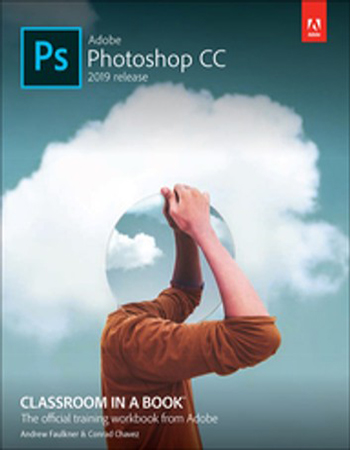 Ps
Adobe
Photoshop CC
2019 release
Adobe
CLASSROOM IN A BOOK®
The official training workbook from Adobe
Andrew Faulkner & Conrad Chavez